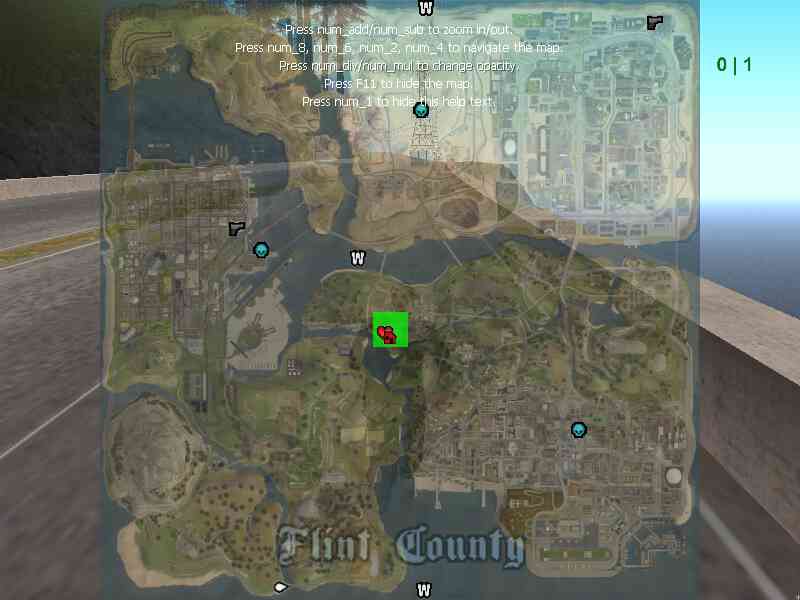 W
Press num_add/num_sub to zoom in/out.
Press num_8, num_6, num_2, num_4 to navigate the map.
Press num_div/num_mul to change opacity.
Press F11 to hide the map.
Press num_1 to hide this help text.
0 | 1
W
Flint County
W